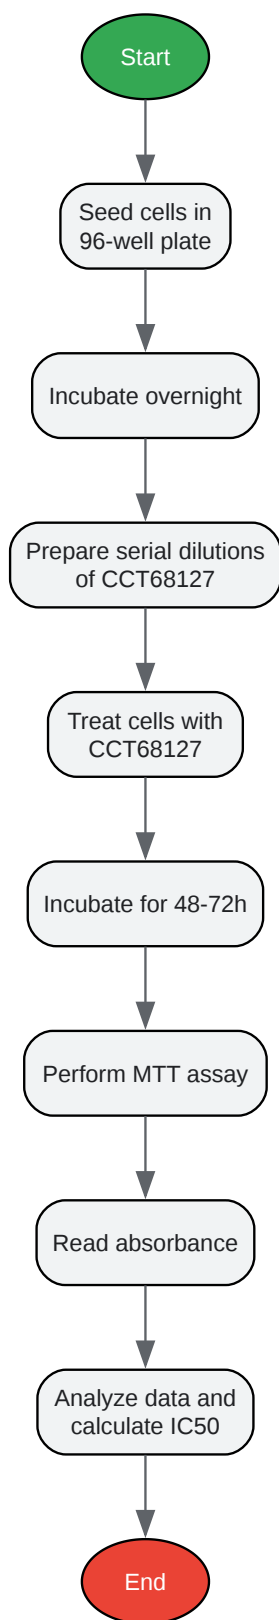 Start
Seed cells in
96-well plate
Incubate overnight
Prepare serial dilutions
of CCT68127
Treat cells with
CCT68127
Incubate for 48-72h
Perform MTT assay
Read absorbance
Analyze data and
calculate IC50
End